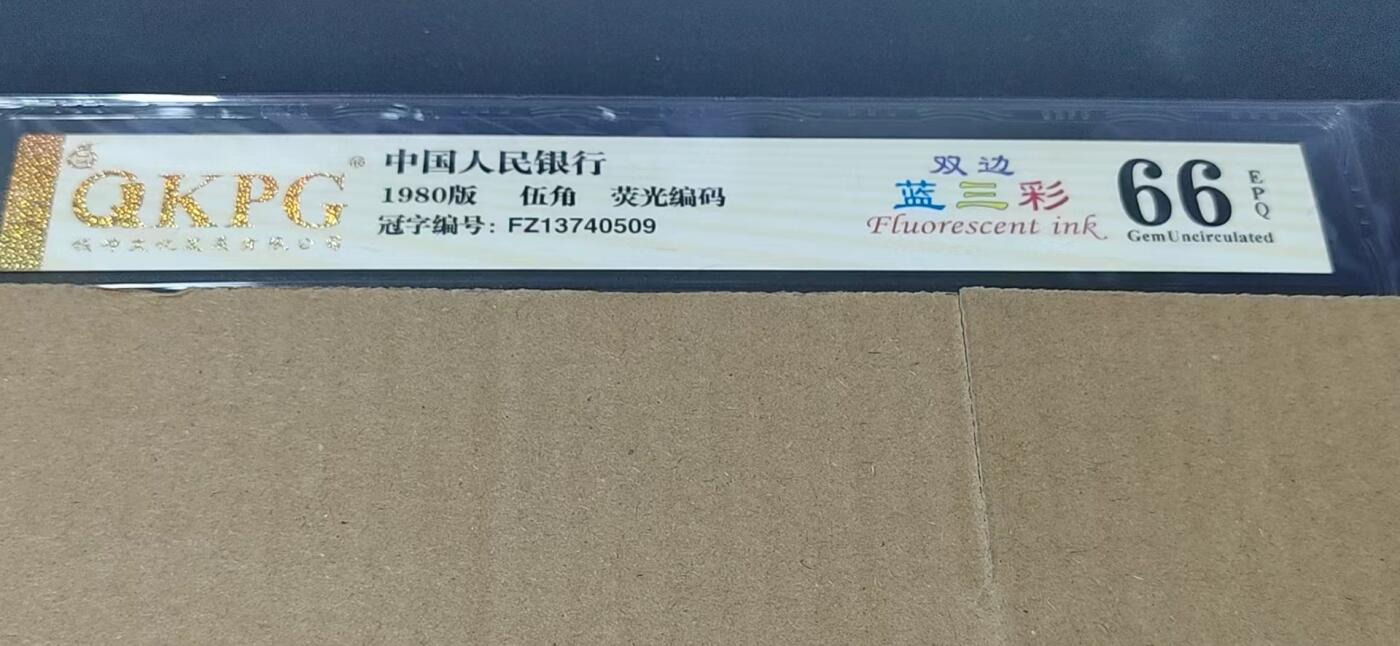 QKPG
®
中国人民银行
1980版 伍角 荧光编码
冠字编号: FZ13740509
双边
蓝三彩
Fluorescent ink
66
EPQ
GemUncirculated